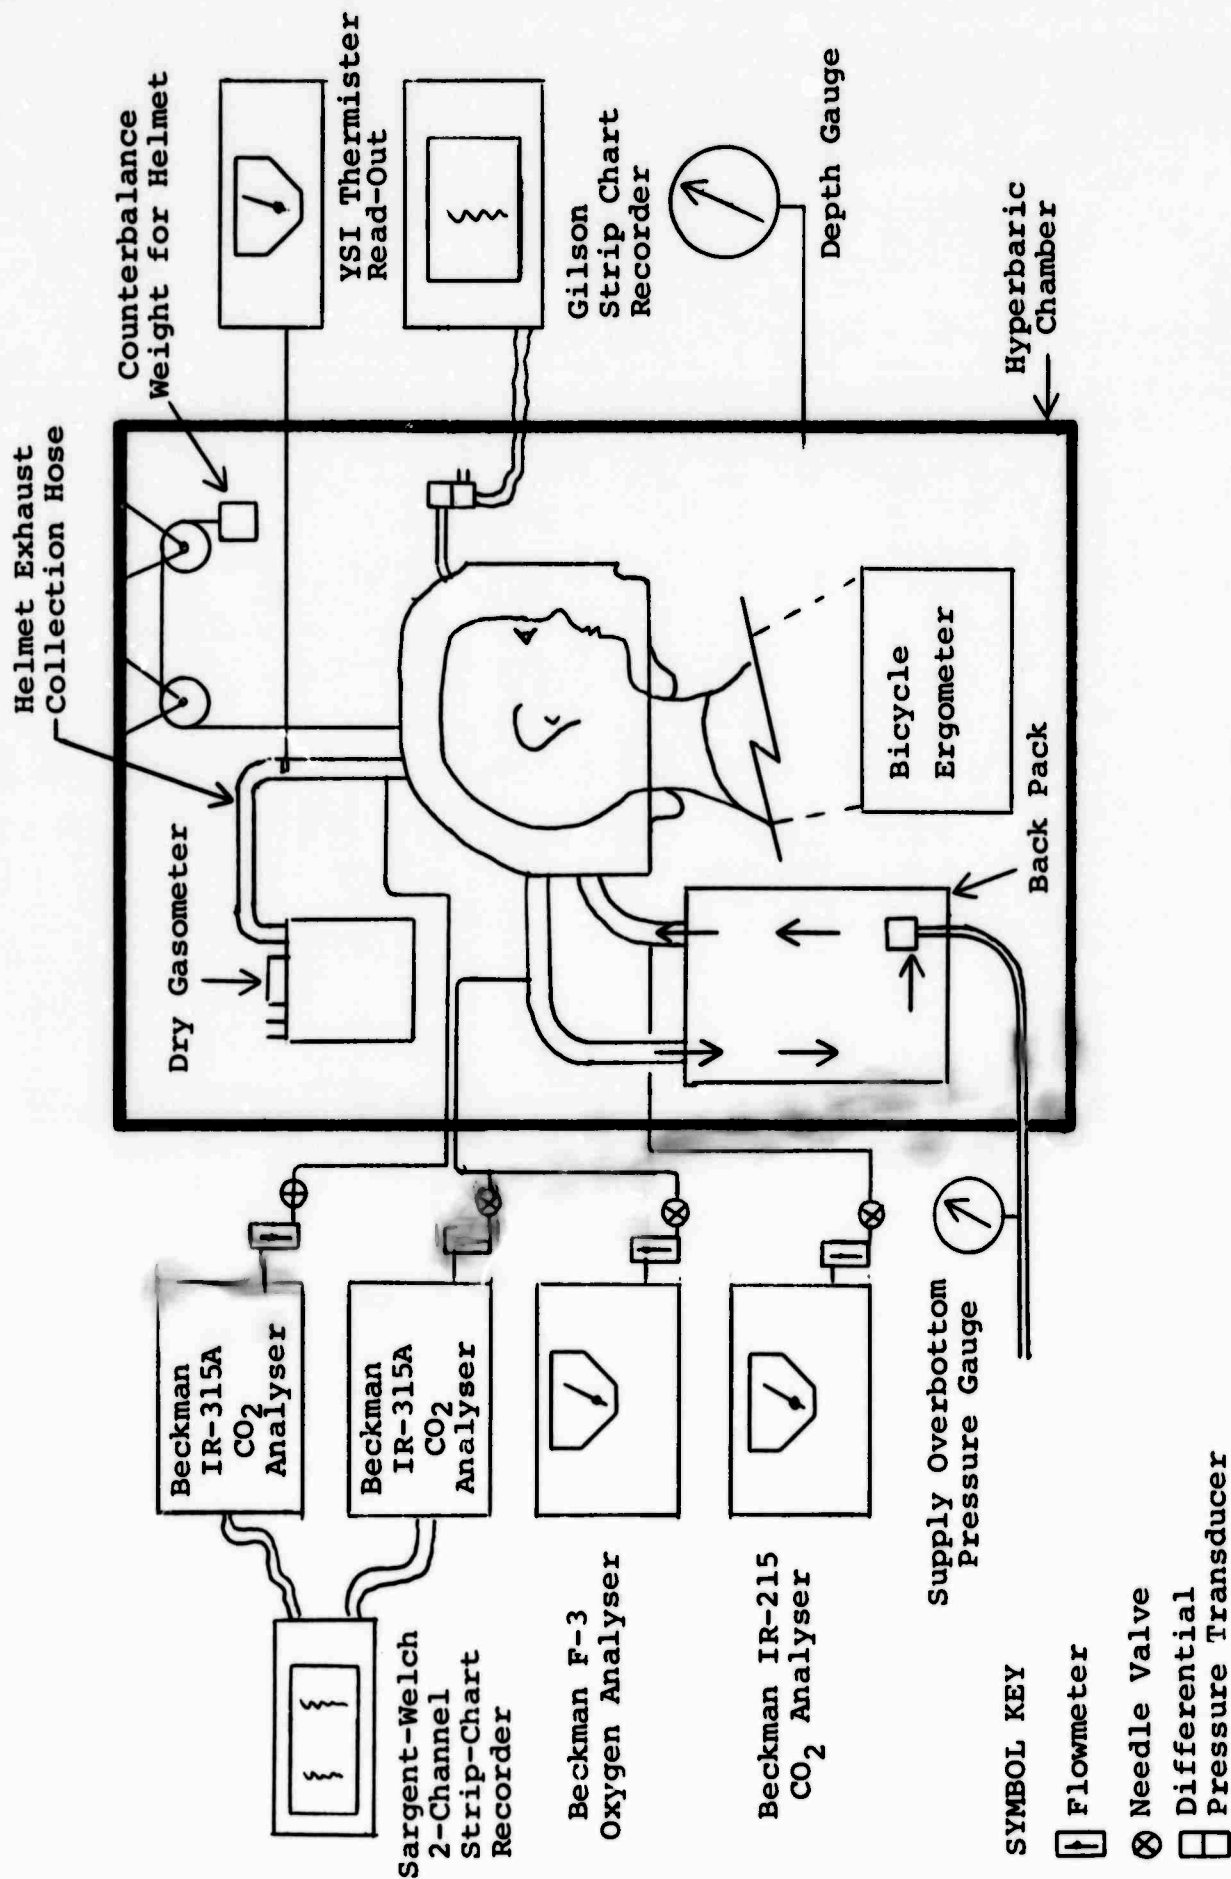 Helmet Exhaust
Collection Hose
Counterbalance
Weight for Helmet
YSI Thermister
Read-Out
Gilson
Strip Chart
Recorder
Depth Gauge
Hyperbaric
Chamber
Dry Gasometer
Bicycle
Ergometer
Back Pack
Beckman
IR-315A
CO2
Analyser
Beckman
IR-315A
CO2
Analyser
Sargent-Welch
2-Channel
Strip-Chart
Recorder
Beckman F-3
Oxygen Analyser
Beckman IR-215
CO2 Analyser
Supply Overbottom
Pressure Gauge
SYMBOL KEY
Flowmeter
Needle Valve
Differential
Pressure Transducer